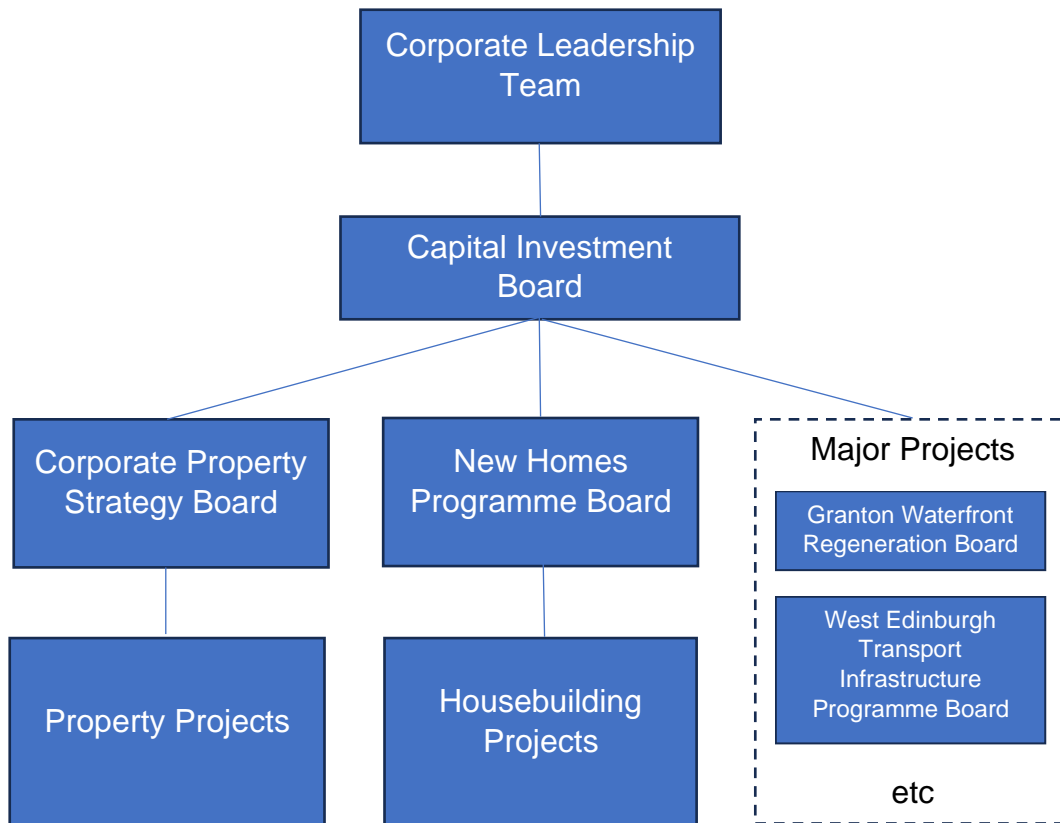 Corporate Leadership
Team
Capital Investment
Board
Corporate Property
Strategy Board
New Homes
Programme Board
Major Projects
Granton Waterfront
Regeneration Board
West Edinburgh
Transport
Infrastructure
Programme Board
etc
Property Projects
Housebuilding
Projects